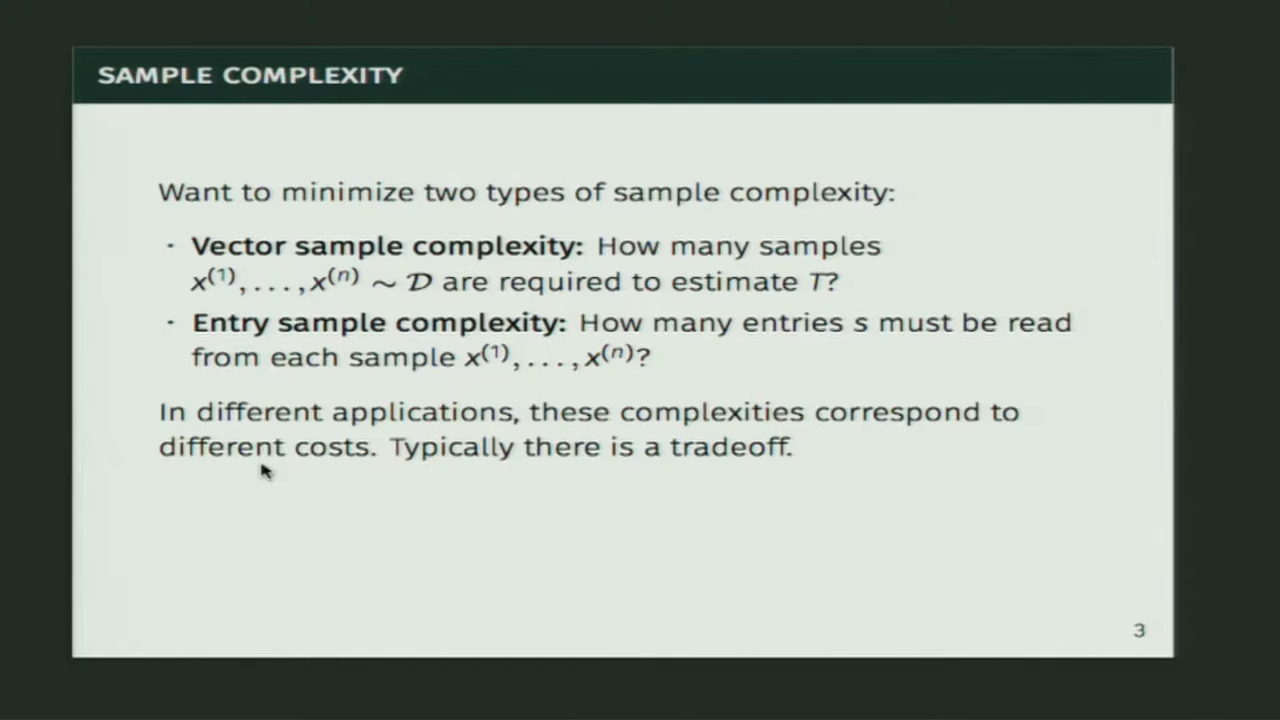 SAMPLE COMPLEXITY
Want to minimize two types of sample complexity:
· Vector sample complexity: How many samples
x⁽¹⁾, . . . , x⁽ⁿ⁾ ∼ 𝒟 are required to estimate T?
· Entry sample complexity: How many entries s must be read
from each sample x⁽¹⁾, . . . , x⁽ⁿ⁾?
In different applications, these complexities correspond to
different costs. Typically there is a tradeoff.
3